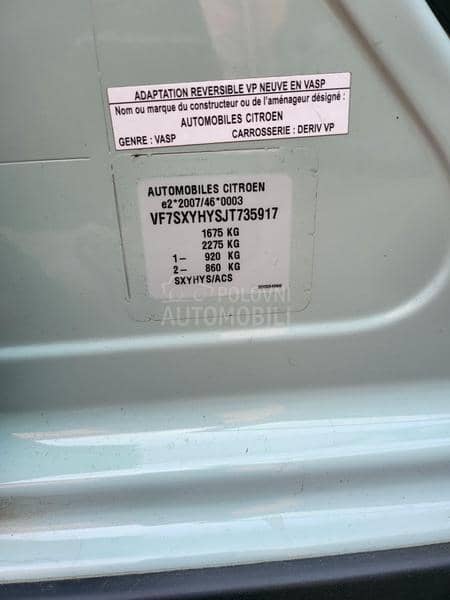 ADAPTATION REVERSIBLE VP NEUVE EN VASP
Nom ou marque du constructeur ou de l'aménageur désigné :
AUTOMOBILES CITROEN
GENRE : VASP CARROSSERIE : DERIV VP
AUTOMOBILES CITROEN
e2*2007/46*0003
VF7SXYHYSJT735917
1675 KG
2275 KG
1- 920 KG
2- 860 KG
SXYHYS/ACS
POLOVNI
AUTOMOBILI